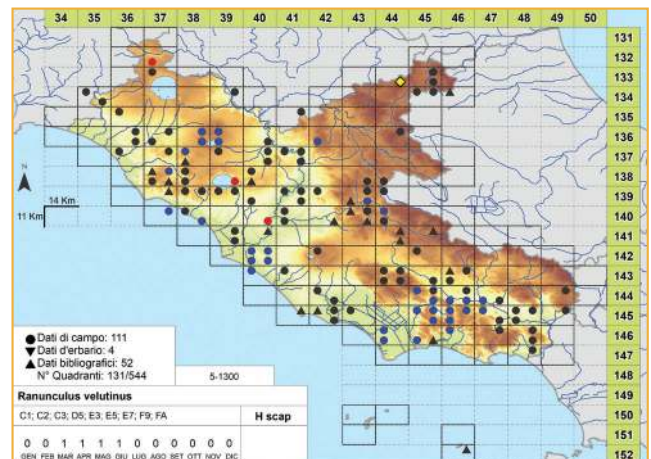 34 35 36 37 38 39 40 41 42 43 44 45 46 47 48 49 50
131
132
133
134
135
136
137
138
139
140
141
142
143
144
145
146
147
148
149
150
151
152
N
14 Km
11 Km
Dati di campo: 111
Dati d'erbario: 4
Dati bibliografici: 52
N° Quadranti: 131/544
5-1300
Ranunculus velutinus
C1; C2; C3; D5; E3; E5; E7; F9; FA
H scap
0 0 1 1 1 1 0 0 0 0 0 0
GEN FEB MAR APR MAG GIU LUG AGO SET OTT NOV DIC